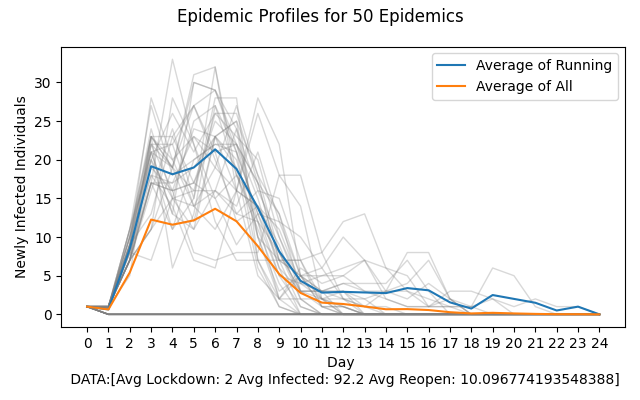 Epidemic Profiles for 50 Epidemics
Newly Infected Individuals
30
25
20
15
10
5
0
Average of Running
Average of All
0 1 2 3 4 5 6 7 8 9 10 11 12 13 14 15 16 17 18 19 20 21 22 23 24
Day
DATA:[Avg Lockdown: 2 Avg Infected: 92.2 Avg Reopen: 10.096774193548388]